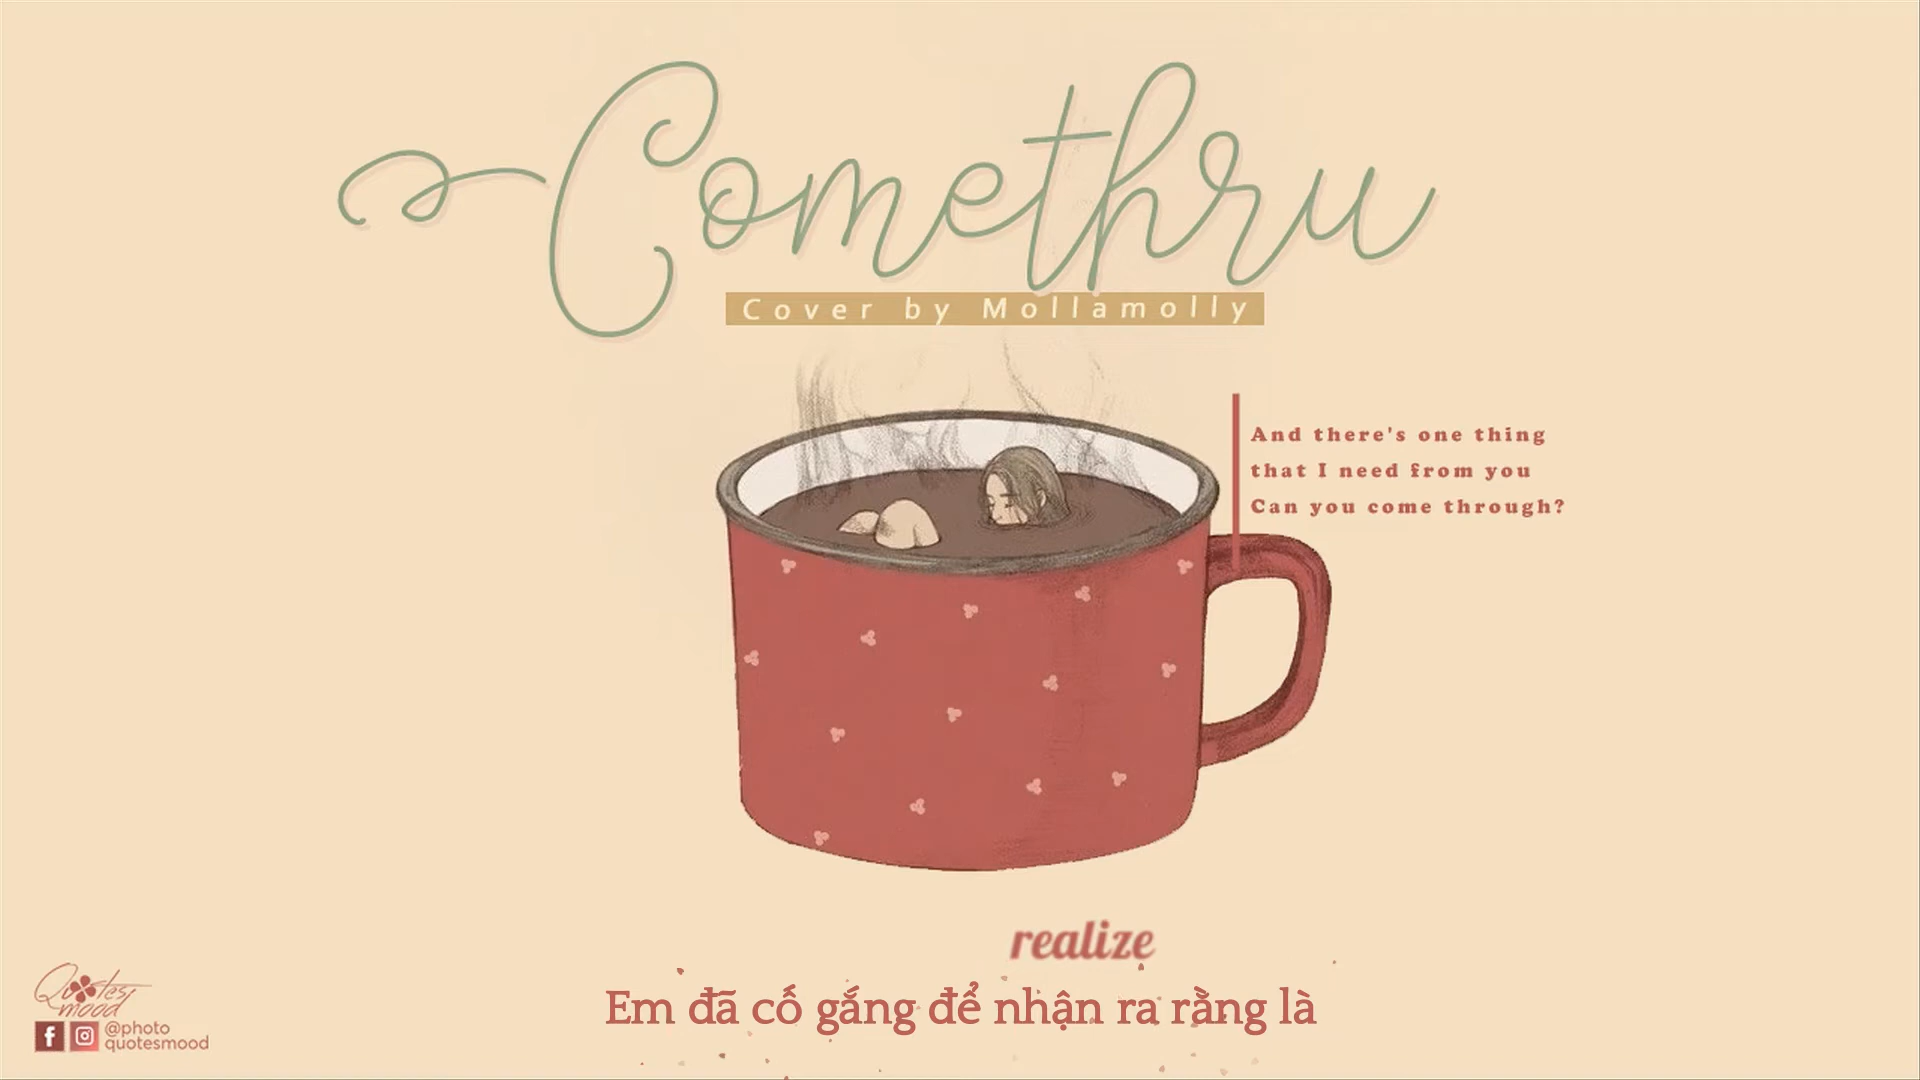 Comethru
Cover by Mollamolly
And there's one thing
that I need from you
Can you come through?
realize
Em đã cố gắng để nhận ra rằng là
Quotes
mood
@photo
quotesmood